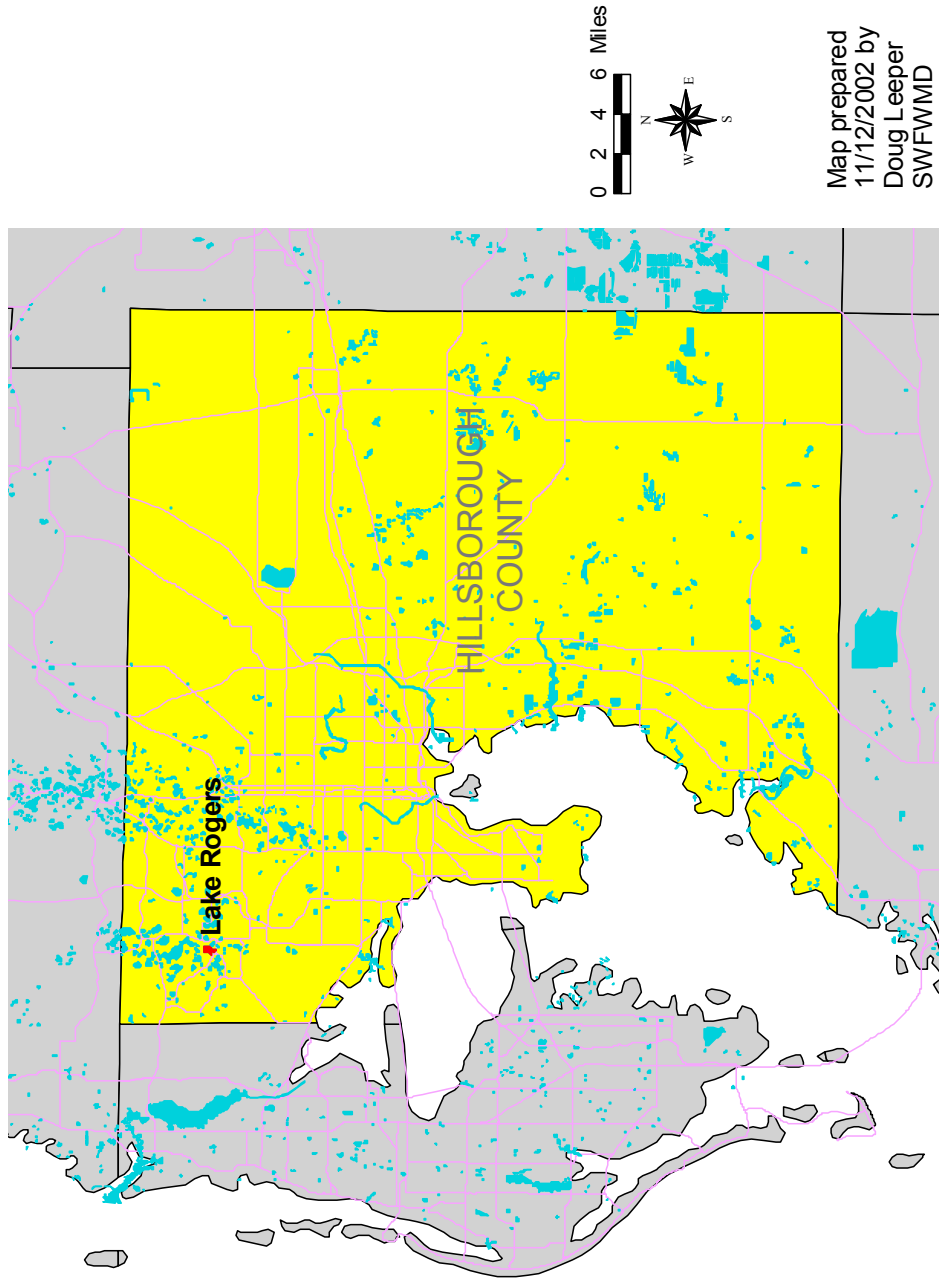 Lake Rogers
HILLSBOROUGH
COUNTY
0 2 4 6 Miles
N
W E
S
Map prepared
11/12/2002 by
Doug Leeper
SWFWMD